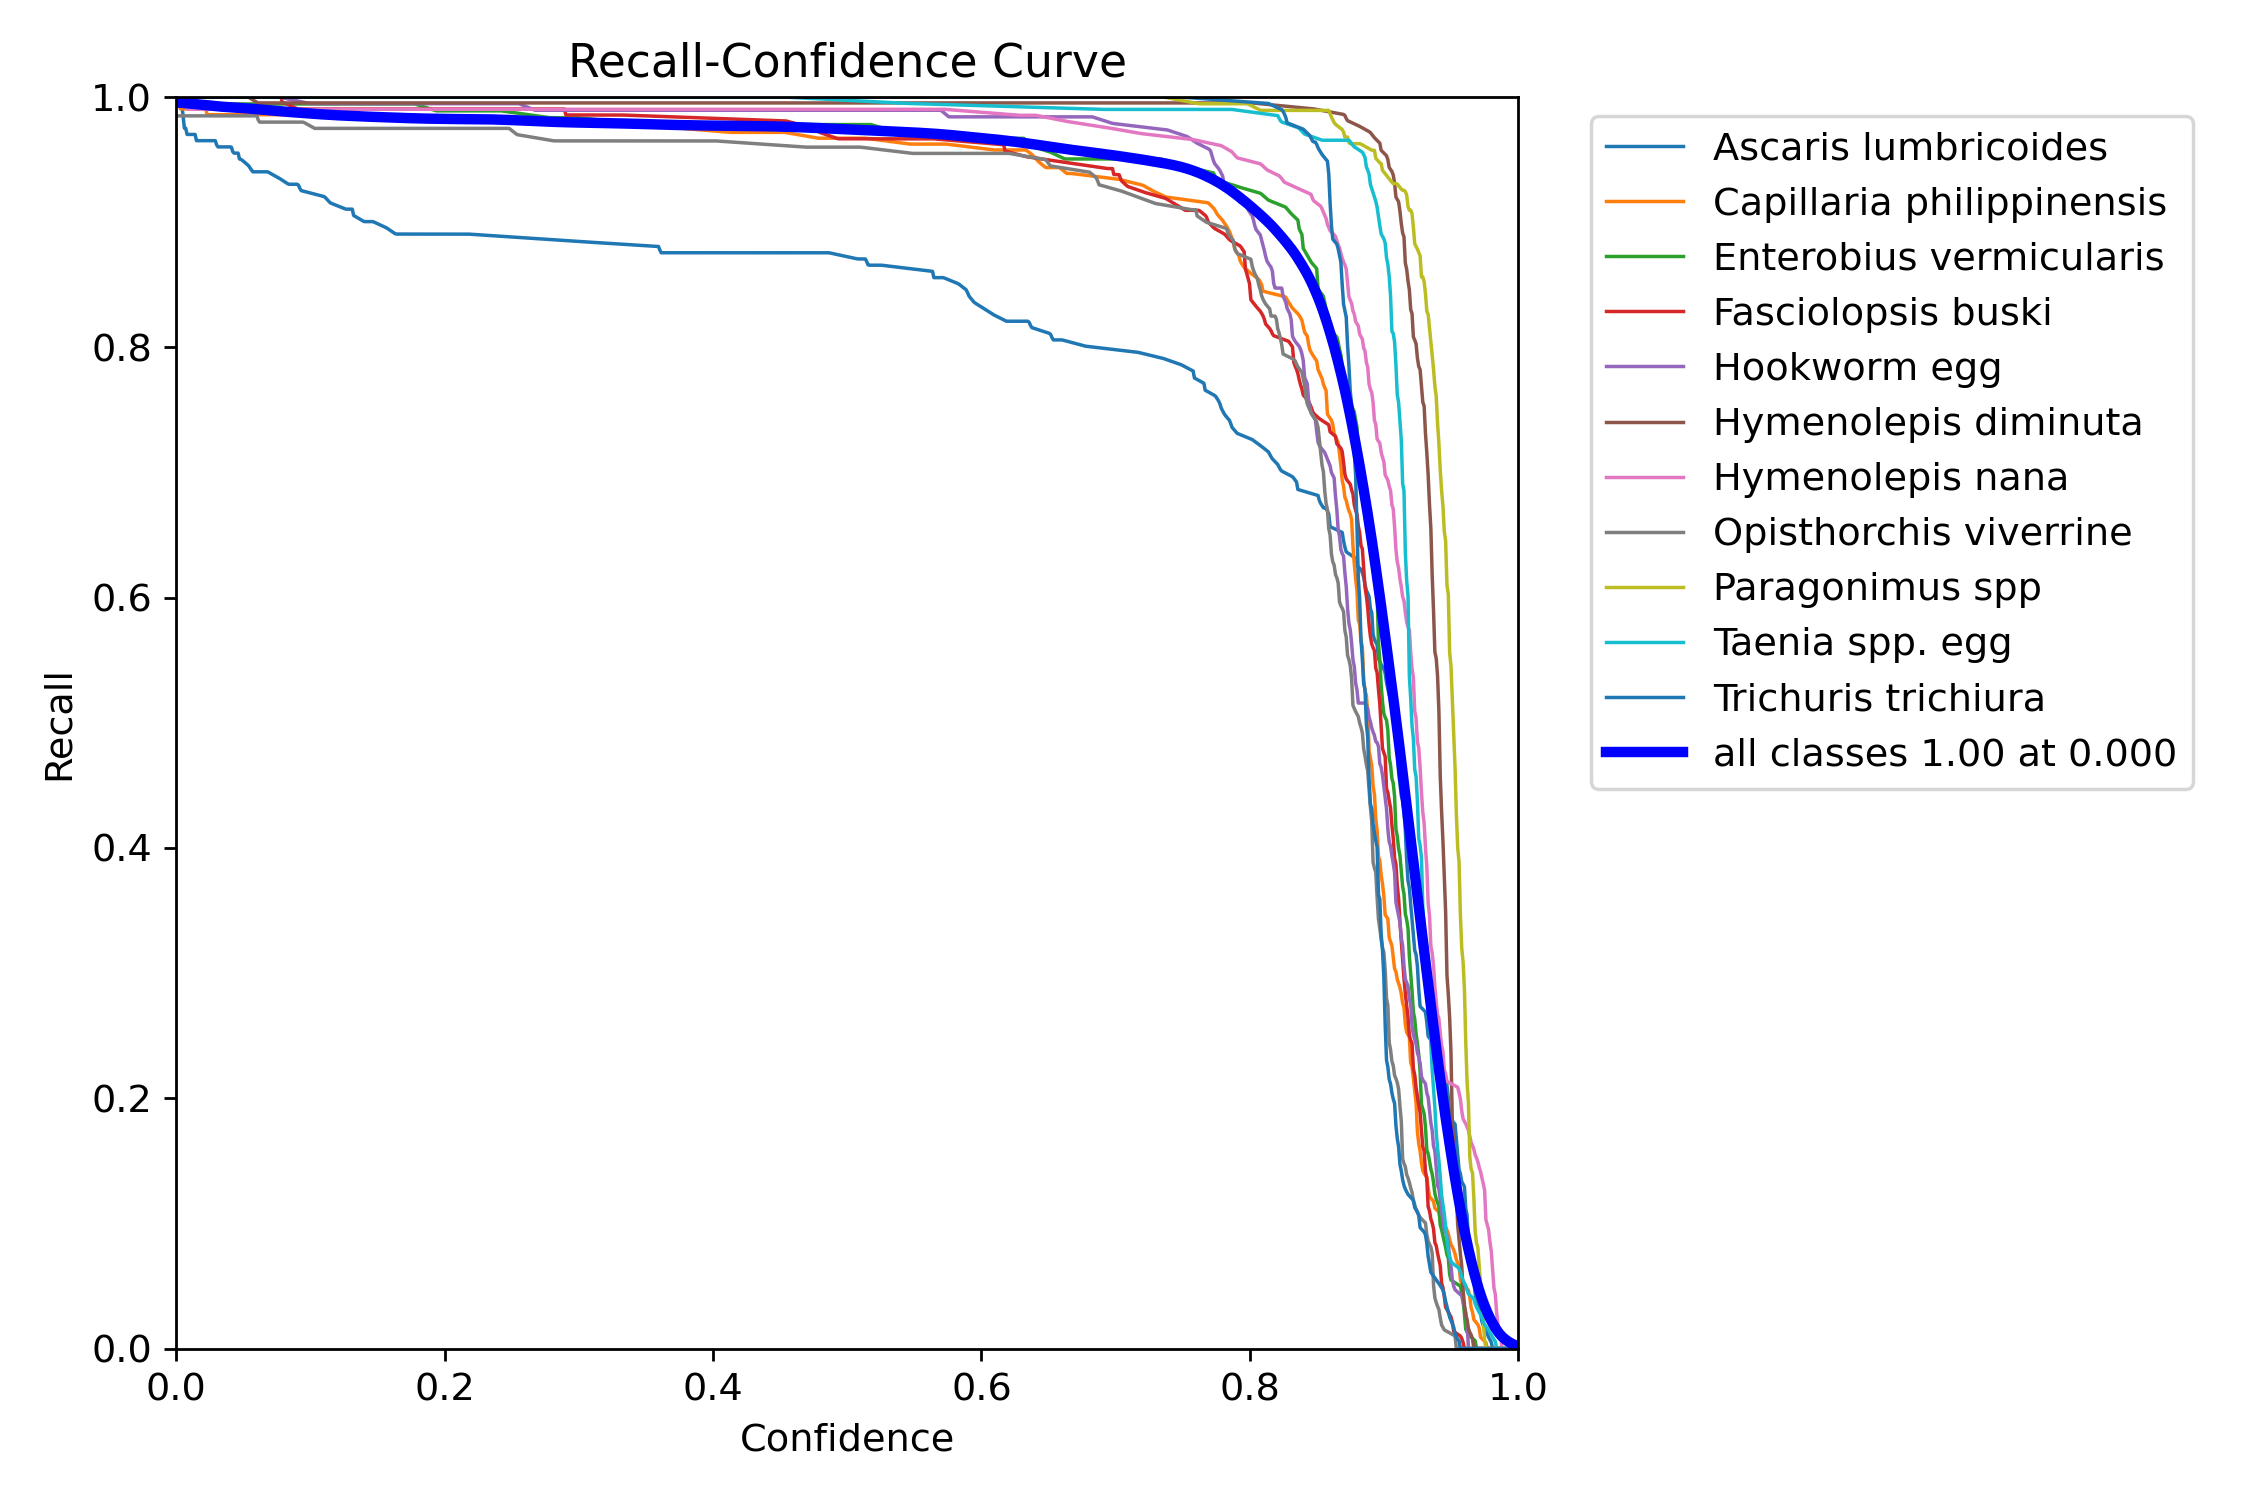 Recall-Confidence Curve
1.0
0.8
0.6
0.4
0.2
0.0
Recall
0.0 0.2 0.4 0.6 0.8 1.0
Confidence
Ascaris lumbricoides
Capillaria philippinensis
Enterobius vermicularis
Fasciolopsis buski
Hookworm egg
Hymenolepis diminuta
Hymenolepis nana
Opisthorchis viverrine
Paragonimus spp
Taenia spp. egg
Trichuris trichiura
all classes 1.00 at 0.000